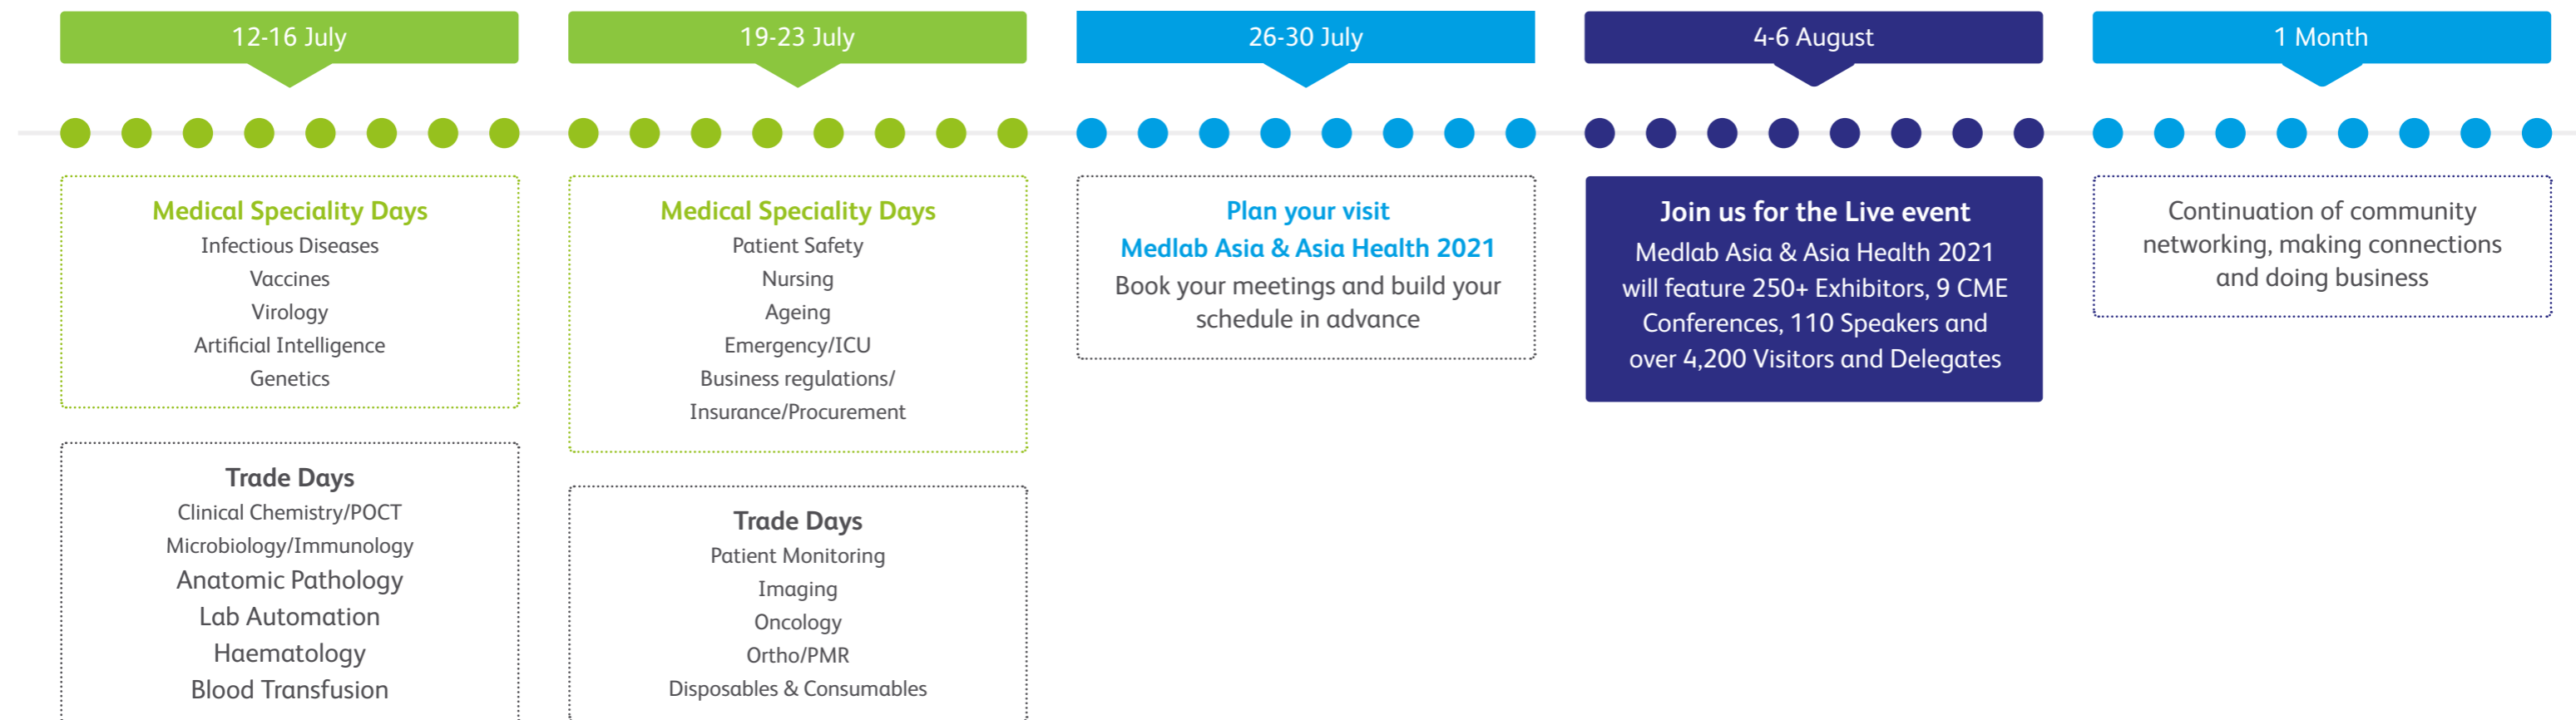 12-16 July
19-23 July
26-30 July
4-6 August
1 Month
Medical Speciality Days
Infectious Diseases
Vaccines
Virology
Artificial Intelligence
Genetics
Trade Days
Clinical Chemistry/POCT
Microbiology/Immunology
Anatomic Pathology
Lab Automation
Haematology
Blood Transfusion
Medical Speciality Days
Patient Safety
Nursing
Ageing
Emergency/ICU
Business regulations/
Insurance/Procurement
Trade Days
Patient Monitoring
Imaging
Oncology
Ortho/PMR
Disposables & Consumables
Plan your visit
Medlab Asia & Asia Health 2021
Book your meetings and build your
schedule in advance
Join us for the Live event
Medlab Asia & Asia Health 2021
will feature 250+ Exhibitors, 9 CME
Conferences, 110 Speakers and
over 4,200 Visitors and Delegates
Continuation of community
networking, making connections
and doing business